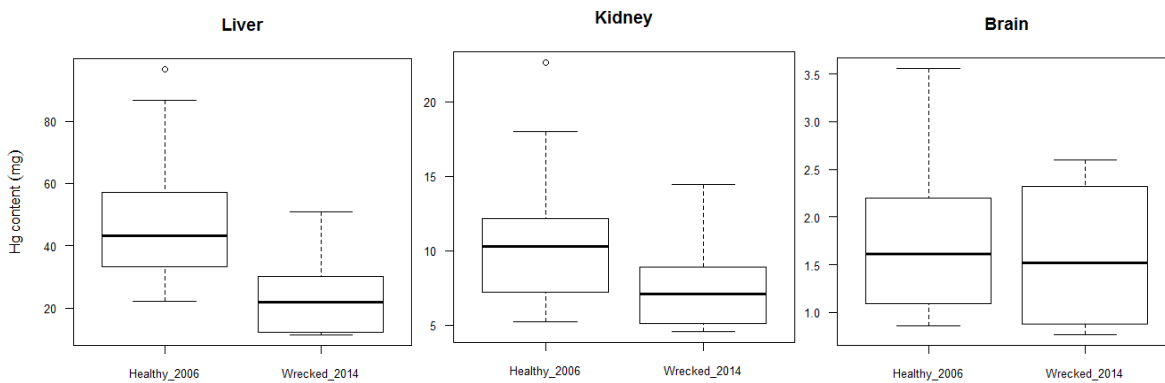 Liver
Kidney
Brain
Hg content (mg)
80
60
40
20
Healthy_2006
Wrecked_2014
20
15
10
5
Healthy_2006
Wrecked_2014
3.5
3.0
2.5
2.0
1.5
1.0
Healthy_2006
Wrecked_2014